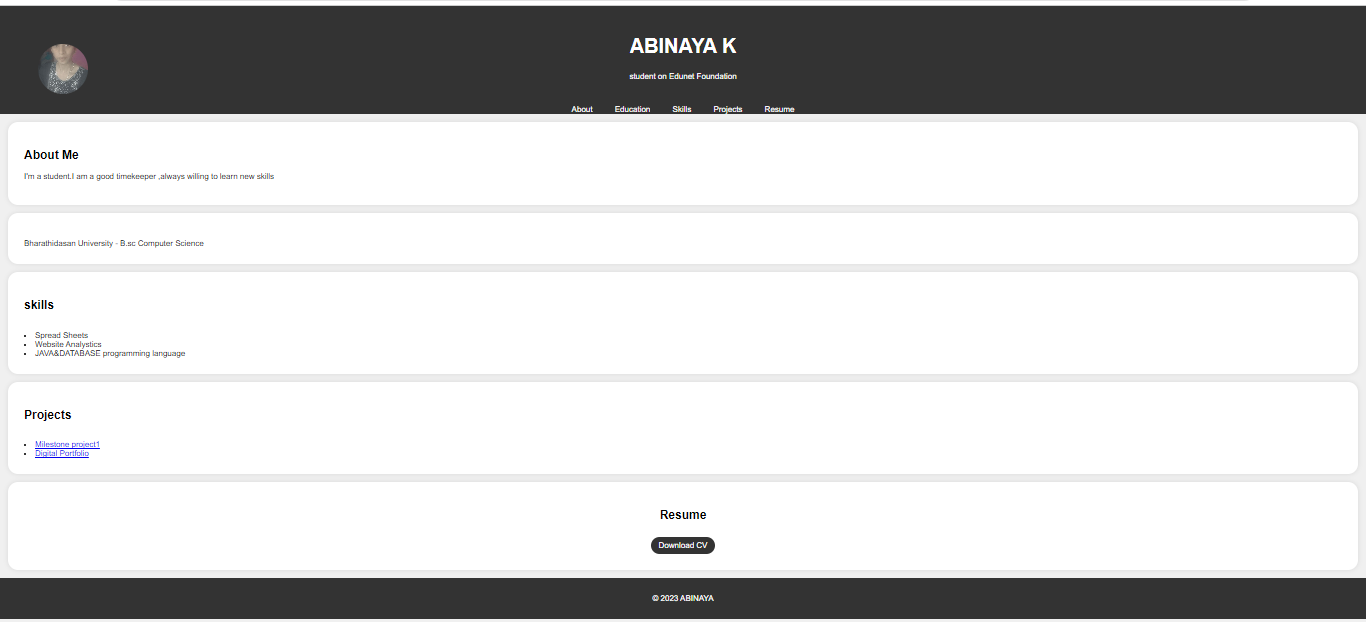 ABINAYA K
student on Edunet Foundation
About Education Skills Projects Resume
About Me
I'm a student.I am a good timekeeper ,always willing to learn new skills
Bharathidasan University - B.sc Computer Science
skills
Spread Sheets
Website Analystics
JAVA&DATABASE programming language
Projects
Milestone project1
Digital Portfolio
Resume
Download CV
© 2023 ABINAYA